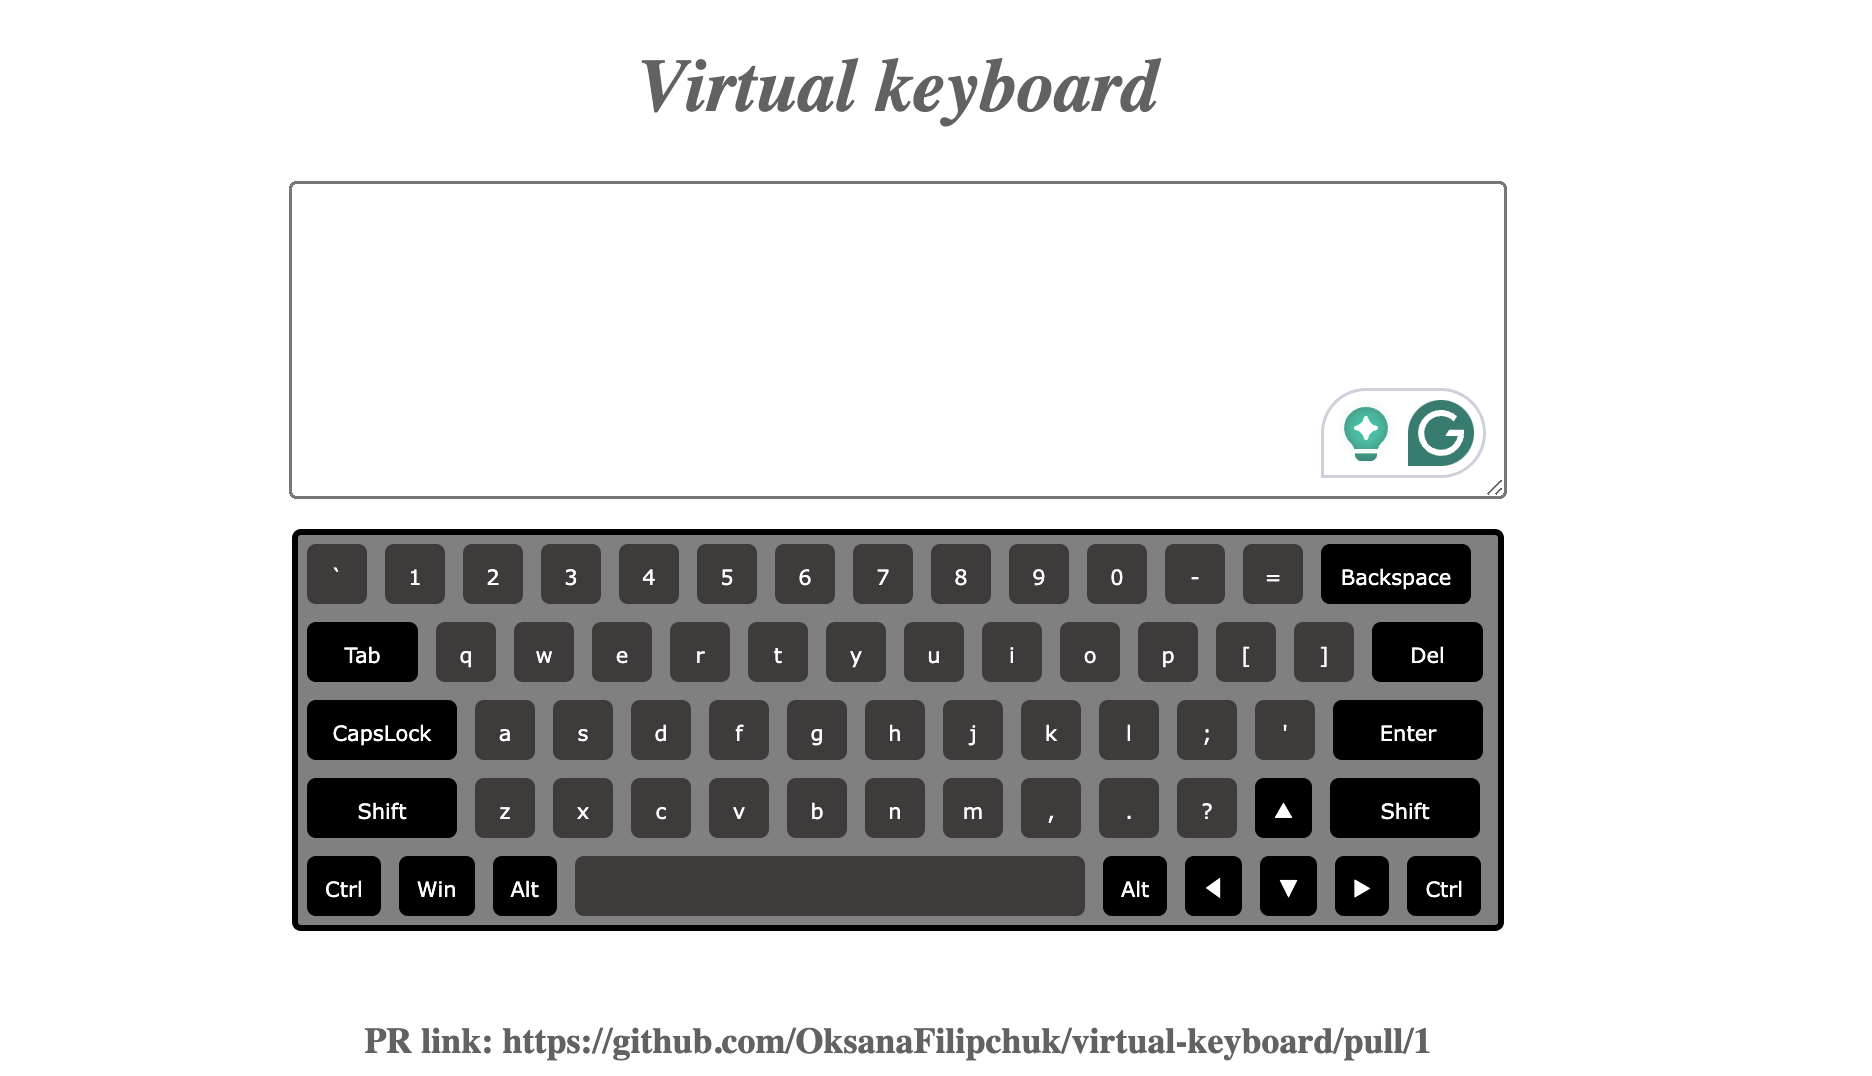 Virtual keyboard
` 1 2 3 4 5 6 7 8 9 0 - = Backspace
Tab q w e r t y u i o p [ ] Del
CapsLock a s d f g h j k l ; ' Enter
Shift z x c v b n m , . ? ▲ Shift
Ctrl Win Alt Alt ◀ ▼ ▶ Ctrl
PR link: https://github.com/OksanaFilipchuk/virtual-keyboard/pull/1